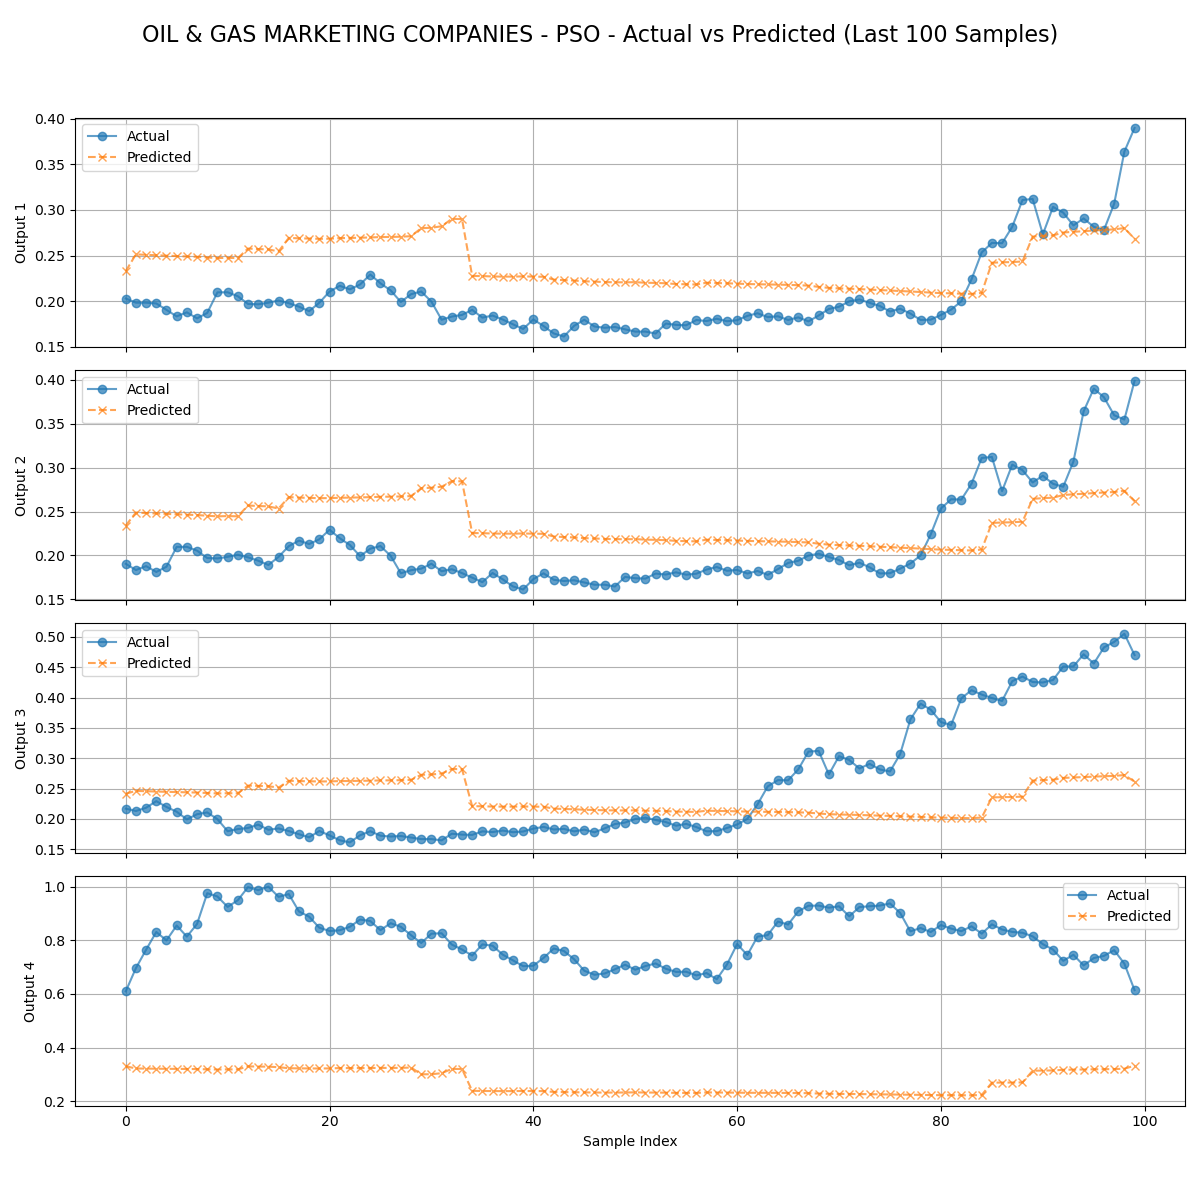 OIL & GAS MARKETING COMPANIES - PSO - Actual vs Predicted (Last 100 Samples)
0.40
0.35
0.30
0.25
0.20
0.15
Output 1
Actual
Predicted
0.40
0.35
0.30
0.25
0.20
0.15
Output 2
Actual
Predicted
0.50
0.45
0.40
0.35
0.30
0.25
0.20
0.15
Output 3
Actual
Predicted
1.0
0.8
0.6
0.4
0.2
Output 4
Actual
Predicted
0 20 40 60 80 100
Sample Index